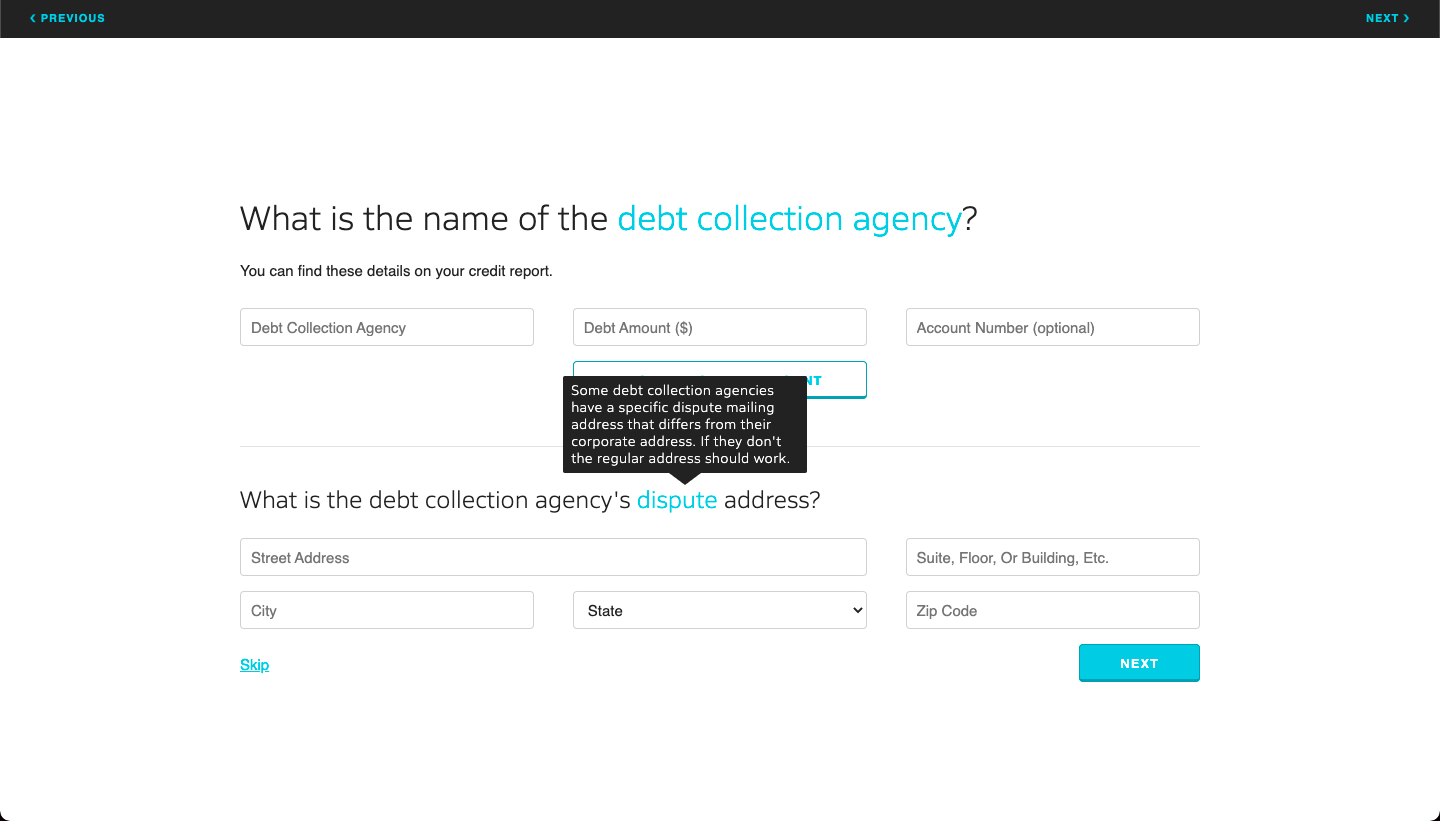 PREVIOUS
NEXT
What is the name of the debt collection agency?
You can find these details on your credit report.
Debt Collection Agency
Debt Amount ($)
Account Number (optional)
Some debt collection agencies
have a specific dispute mailing
address that differs from their
corporate address. If they don't
the regular address should work.
What is the debt collection agency's dispute address?
Street Address
Suite, Floor, Or Building, Etc.
City
State
Zip Code
Skip
NEXT